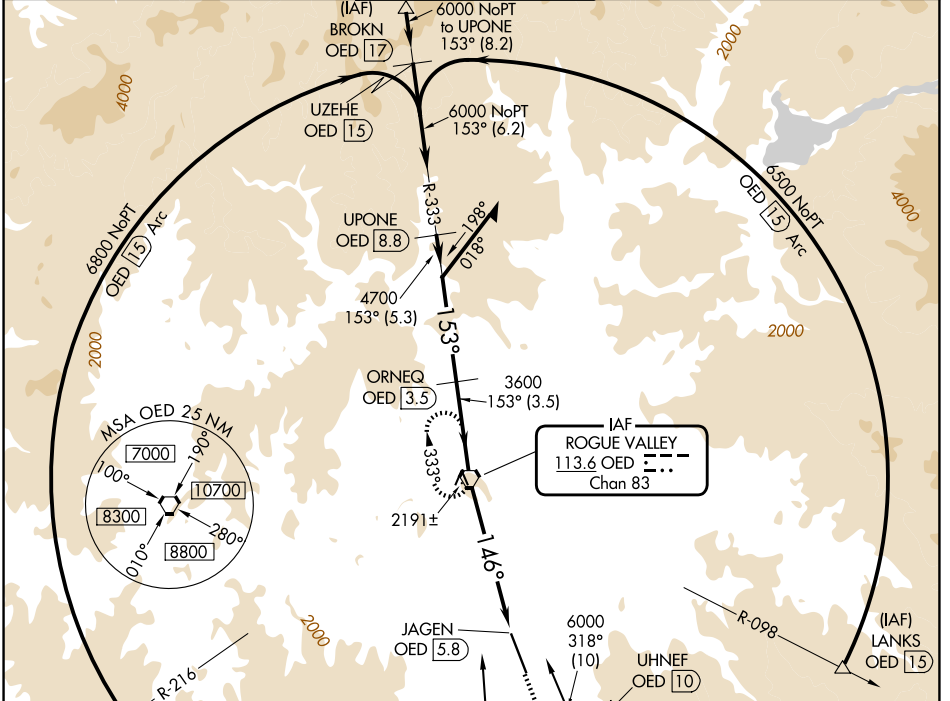 (IAF)
BROKN
OED 17
6000 NoPT
to UPONE
153° (8.2)
2000
4000
UZEHE
OED 15
6000 NoPT
153° (6.2)
6800 NoPT
OED 15 Arc
6500 NoPT
OED 15 Arc
4000
R-333
UPONE
OED 8.8
198°
018°
4700
153° (5.3)
153°
2000
2000
ORNEQ
OED 3.5
3600
153° (3.5)
MSA OED 25 NM
7000
190°
100°
10700
8300
280°
010°
8800
333°
IAF
ROGUE VALLEY
113.6 OED
Chan 83
2191±
146°
2000
JAGEN
OED 5.8
6000
318°
(10)
UHNEF
OED 10
R-098
(IAF)
LANKS
OED 15
R-216